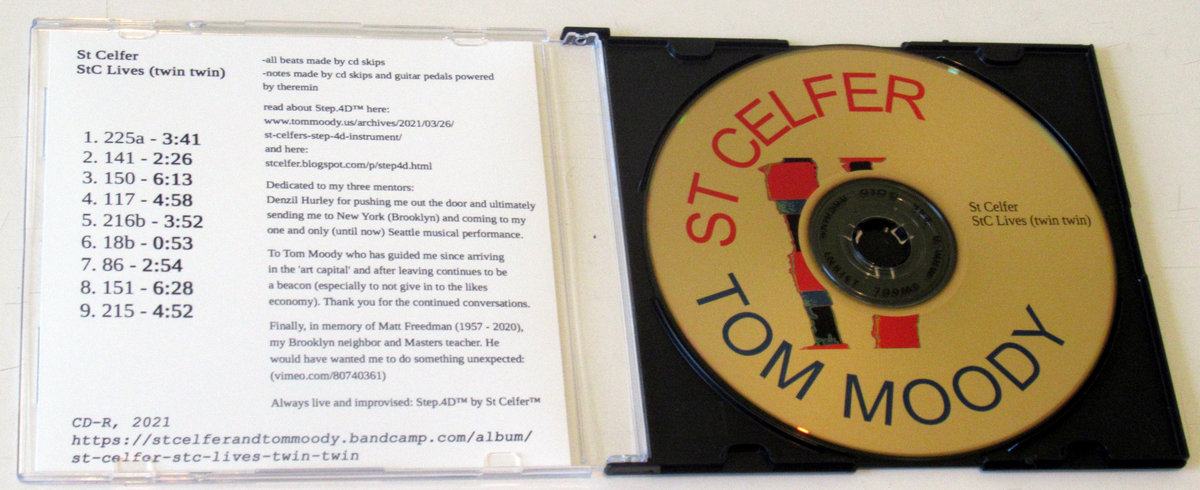 St Celfer
StC Lives (twin twin)
1. 225a - 3:41
2. 141 - 2:26
3. 150 - 6:13
4. 117 - 4:58
5. 216b - 3:52
6. 18b - 0:53
7. 86 - 2:54
8. 151 - 6:28
9. 215 - 4:52
-all beats made by cd skips
-notes made by cd skips and guitar pedals powered
by theremin
read about Step.4D™ here:
www.tommoody.us/archives/2021/03/26/
st-celfers-step-4d-instrument/
and here:
stcelfer.blogspot.com/p/step4d.html
Dedicated to my three mentors:
Denzil Hurley for pushing me out the door and ultimately
sending me to New York (Brooklyn) and coming to my
one and only (until now) Seattle musical performance.
To Tom Moody who has guided me since arriving
in the 'art capital' and after leaving continues to be
a beacon (especially to not give in to the likes
economy). Thank you for the continued conversations.
Finally, in memory of Matt Freedman (1957 - 2020),
my Brooklyn neighbor and Masters teacher. He
would have wanted me to do something unexpected:
(vimeo.com/80740361)
Always live and improvised: Step.4D™ by St Celfer™
CD-R, 2021
https://stcelferandtommoody.bandcamp.com/album/
st-celfer-stc-lives-twin-twin
ST CELFER
TOM MOODY
St Celfer
StC Lives (twin twin)